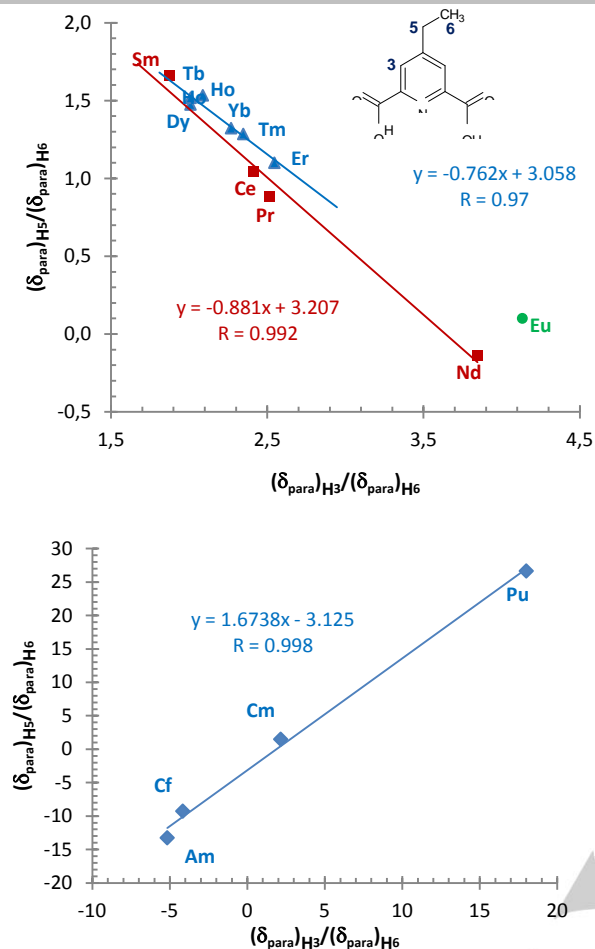 CH₃
5 6
3
O O
N
O H OH
2,0
1,5
1,0
0,5
0,0
-0,5
1,5 2,5 3,5 4,5
(δpara)H5/(δpara)H6
(δpara)H3/(δpara)H6
Sm
Tb
Ho
Dy
Yb
Tm
Er
Ce
Pr
Nd
Eu
y = -0.762x + 3.058
R = 0.97
y = -0.881x + 3.207
R = 0.992
30
25
20
15
10
5
0
-5
-10
-15
-20
-10 -5 0 5 10 15 20
(δpara)H5/(δpara)H6
(δpara)H3/(δpara)H6
y = 1.6738x - 3.125
R = 0.998
Pu
Cm
Cf
Am